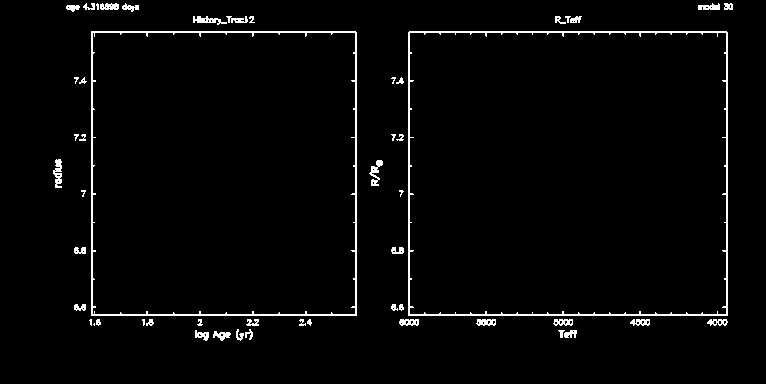 age 4.316898 days
model 30
History_Track2
R_Teff
7.4
7.2
7
6.8
6.6
radius
1.6
1.8
2
2.2
2.4
log Age (yr)
7.4
7.2
7
6.8
6.6
R/R⊙
6000
5500
5000
4500
4000
Teff